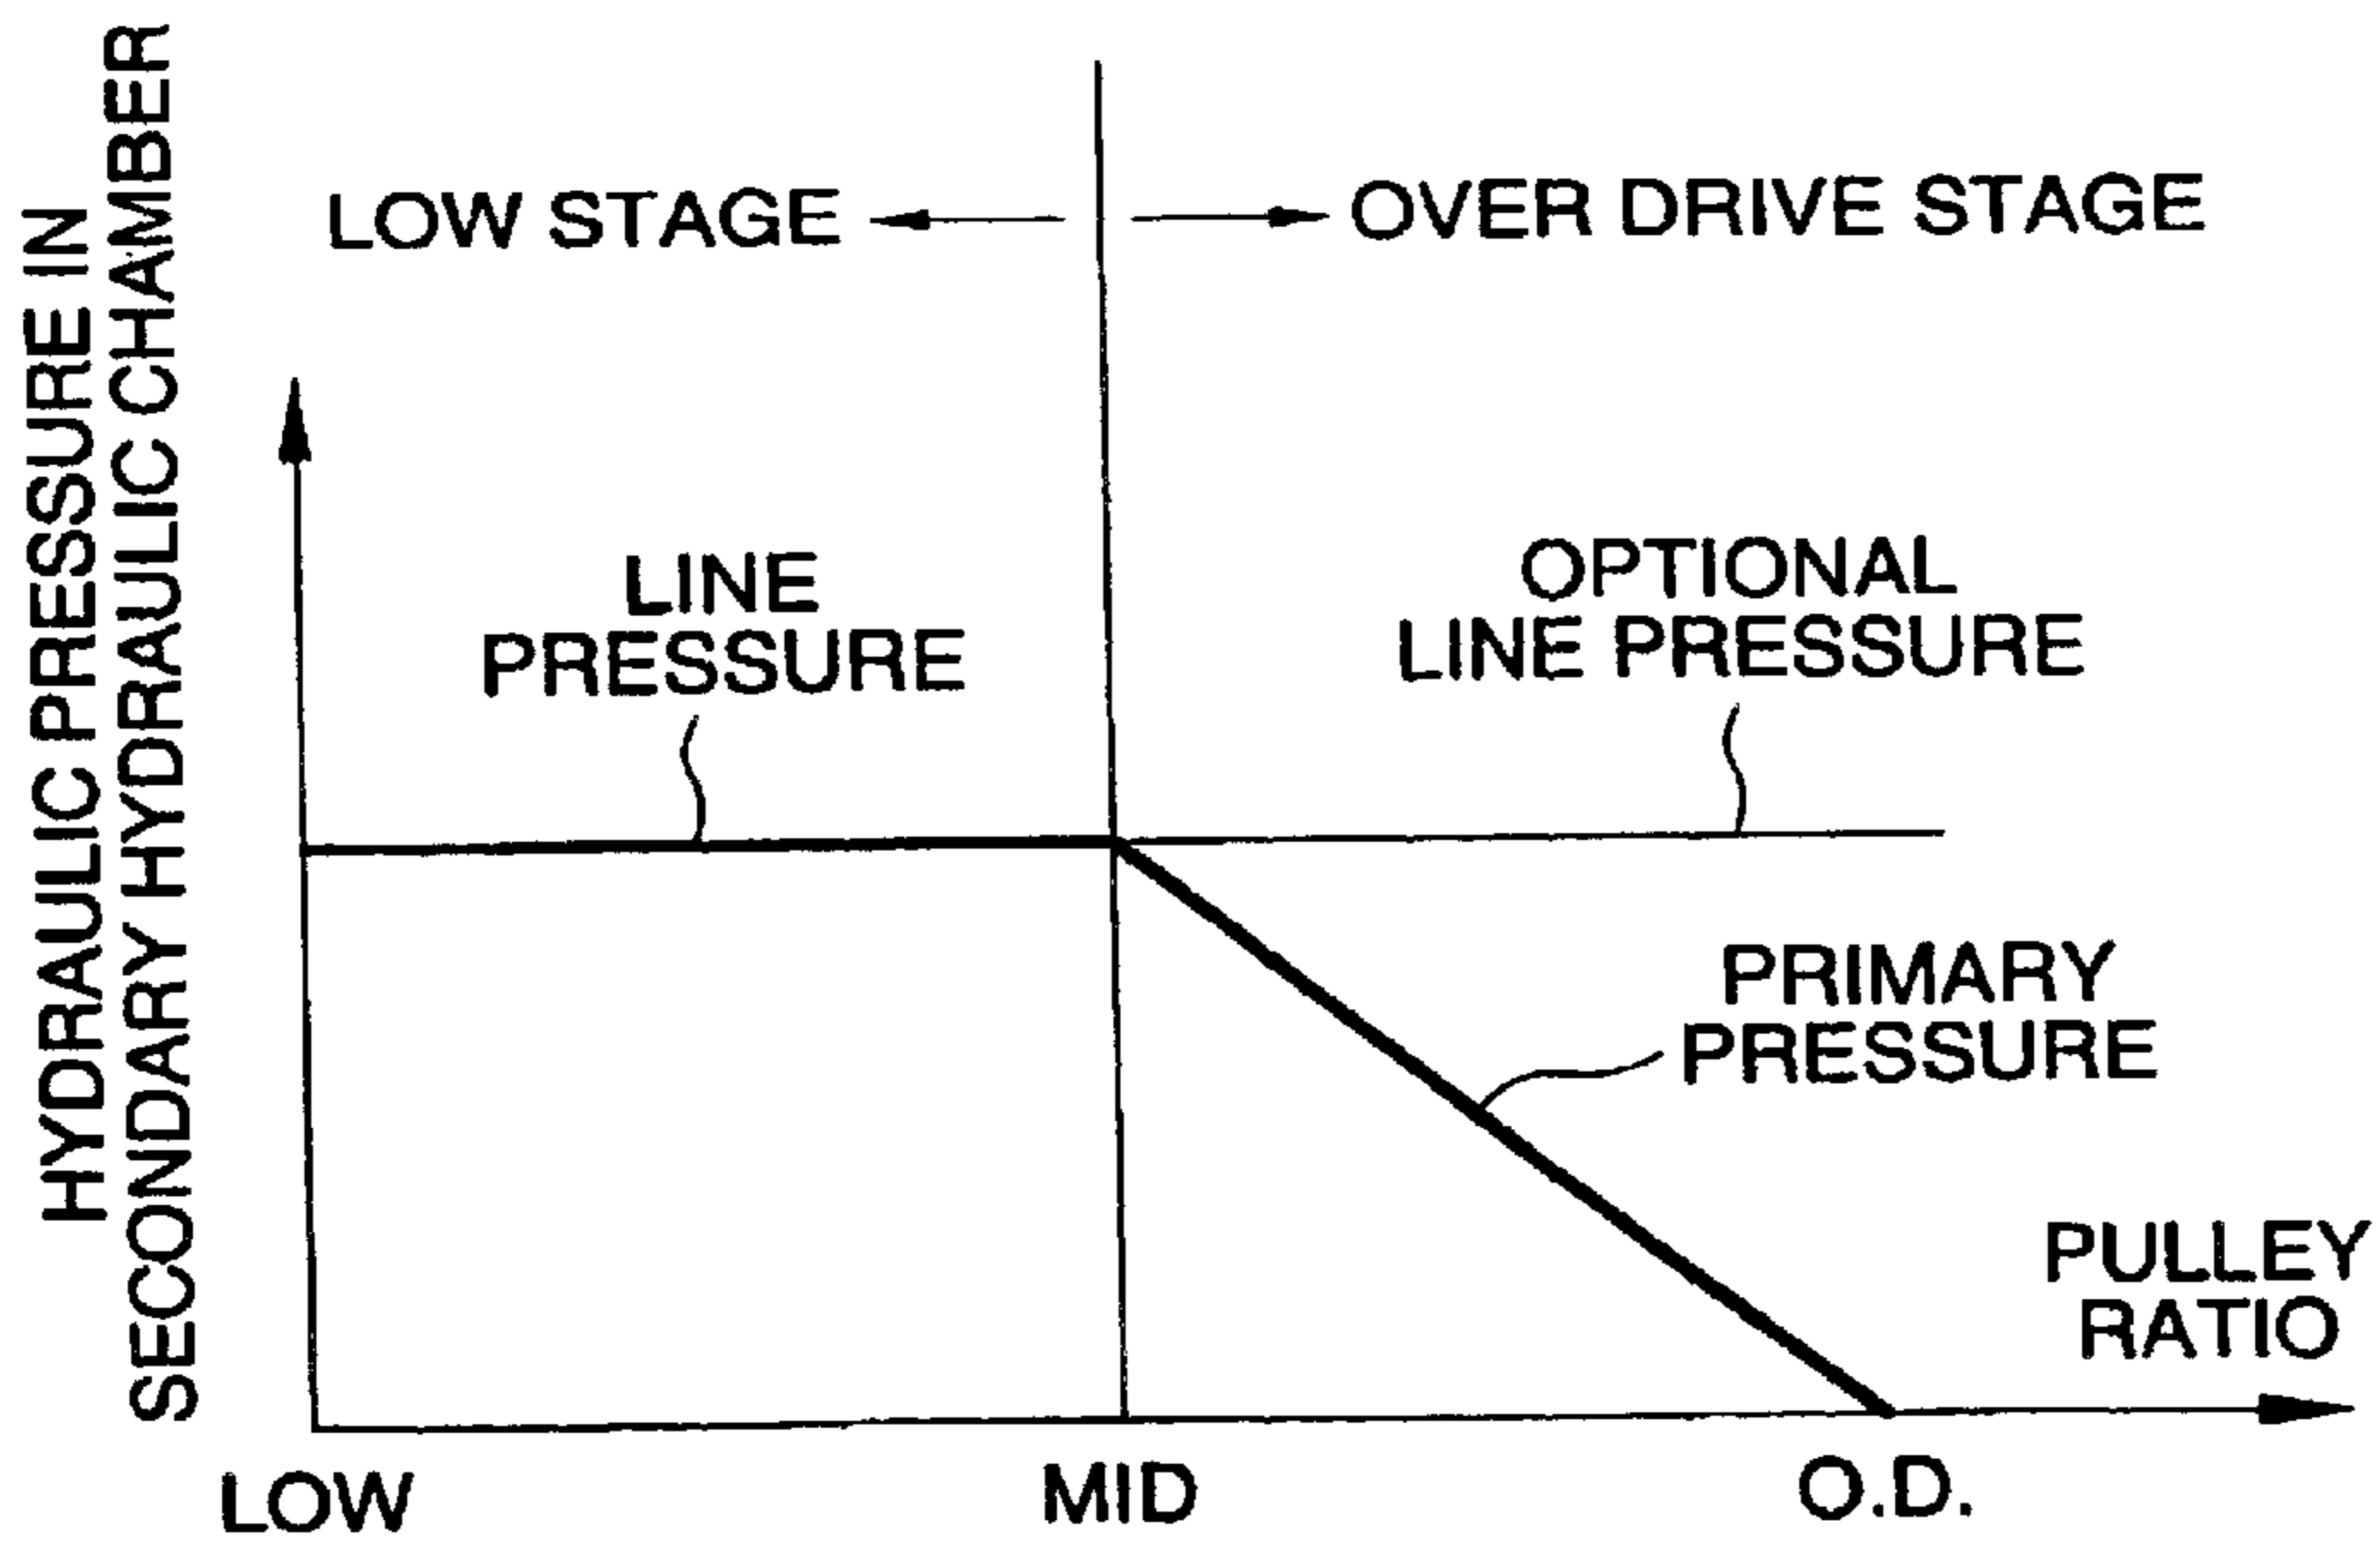 HYDRAULIC PRESSURE IN
SECONDARY HYDRAULIC CHAMBER
LOW STAGE
OVER DRIVE STAGE
LINE
PRESSURE
OPTIONAL
LINE PRESSURE
PRIMARY
PRESSURE
PULLEY
RATIO
LOW
MID
O.D.